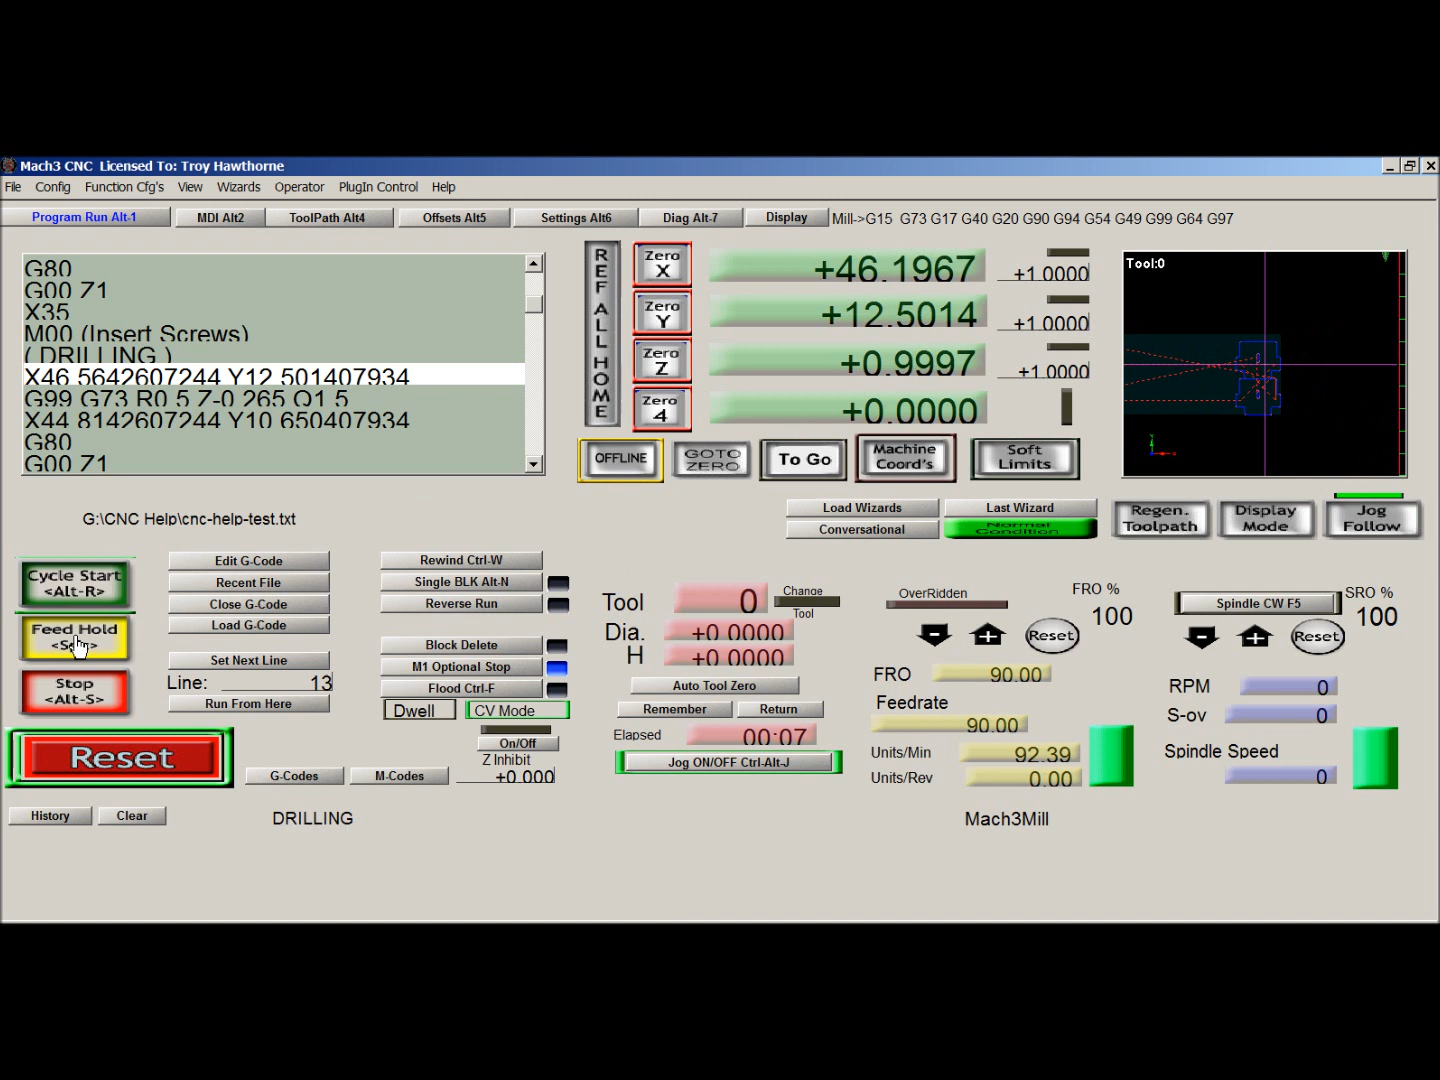 Mach3 CNC  Licensed To: Troy Hawthorne
File Config Function Cfg's View Wizards Operator PlugIn Control Help
Program Run Alt-1 MDI Alt2 ToolPath Alt4 Offsets Alt5 Settings Alt6 Diag Alt-7 Display Mill->G15  G73 G17 G40 G20 G90 G94 G54 G49 G99 G64 G97
G80
G00 Z1
X35
M00 (Insert Screws)
( DRILLING )
X46.5642607244 Y12.501407934
G99 G73 R0.5 Z-0.265 Q1.5
X44.8142607244 Y10.650407934
G80
G00 Z1
REF ALL HOME
Zero X +46.1967 +1.0000
Zero Y +12.5014 +1.0000
Zero Z +0.9997 +1.0000
Zero 4 +0.0000
Tool:0
OFFLINE GOTO ZERO To Go Machine Coord's Soft Limits
G:\CNC Help\cnc-help-test.txt
Load Wizards Last Wizard
Conversational Normal Condition
Regen. Toolpath Display Mode Jog Follow
Cycle Start
<Alt-R>
Feed Hold
Stop
<Alt-S>
Reset
Edit G-Code
Recent File
Close G-Code
Load G-Code
Set Next Line
Line: 13
Run From Here
Rewind Ctrl-W
Single BLK Alt-N
Reverse Run
Block Delete
M1 Optional Stop
Flood Ctrl-F
Dwell CV Mode
On/Off
Z Inhibit
+0.000
G-Codes M-Codes
Tool 0 Change Tool
Dia. +0.0000
H +0.0000
Auto Tool Zero
Remember Return
Elapsed 00:07
Jog ON/OFF Ctrl-Alt-J
OverRidden FRO % 100
Reset
FRO 90.00
Feedrate
90.00
Units/Min 92.39
Units/Rev 0.00
Spindle CW F5 SRO % 100
Reset
RPM 0
S-ov 0
Spindle Speed
0
History Clear DRILLING Mach3Mill